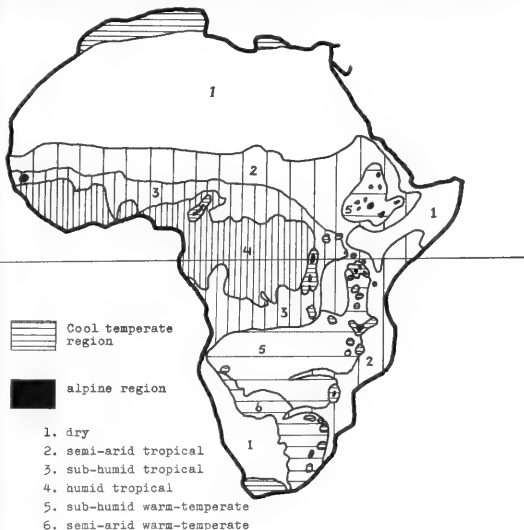 1
2
3
5
1
4
3
2
5
6
1
Cool temperate
region
alpine region
1. dry
2. semi-arid tropical
3. sub-humid tropical
4. humid tropical
5. sub-humid warm-temperate
6. semi-arid warm-temperate